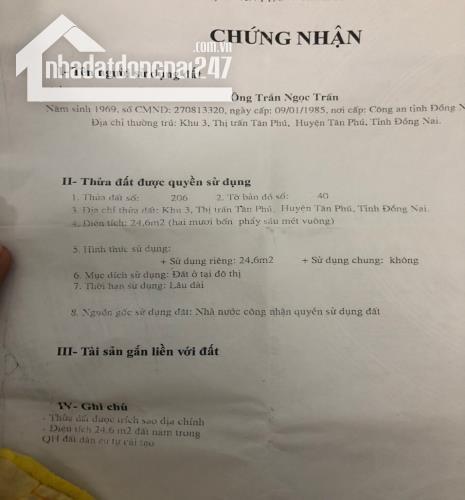 CHỨNG NHẬN
nhadatdongnai247
.com.vn
I- Tên người sử dụng đất
Ông Trần Ngọc Trấn
Năm sinh 1969, số CMND: 270813320, ngày cấp: 09/01/1985, nơi cấp: Công an tỉnh Đồng N
Địa chỉ thường trú: Khu 3, Thị trấn Tân Phú, Huyện Tân Phú, Tỉnh Đồng Nai.
II- Thửa đất được quyền sử dụng
1. Thửa đất số: 206 2. Tờ bản đồ số: 40
3. Địa chỉ thửa đất: Khu 3, Thị trấn Tân Phú, Huyện Tân Phú, Tỉnh Đồng Nai.
4. Diện tích: 24,6m2 (hai mươi bốn phẩy sáu mét vuông)
5. Hình thức sử dụng:
+ Sử dụng riêng: 24,6m2 + Sử dụng chung: không
6. Mục đích sử dụng: Đất ở tại đô thị
7. Thời hạn sử dụng: Lâu dài
8. Nguồn gốc sử dụng đất: Nhà nước công nhận quyền sử dụng đất
III- Tài sản gắn liền với đất
IV- Ghi chú
- Thửa đất được trích sao địa chính
- Diện tích 24.6 m2 đất nằm trong
QH đất dân cư tự cải tạo